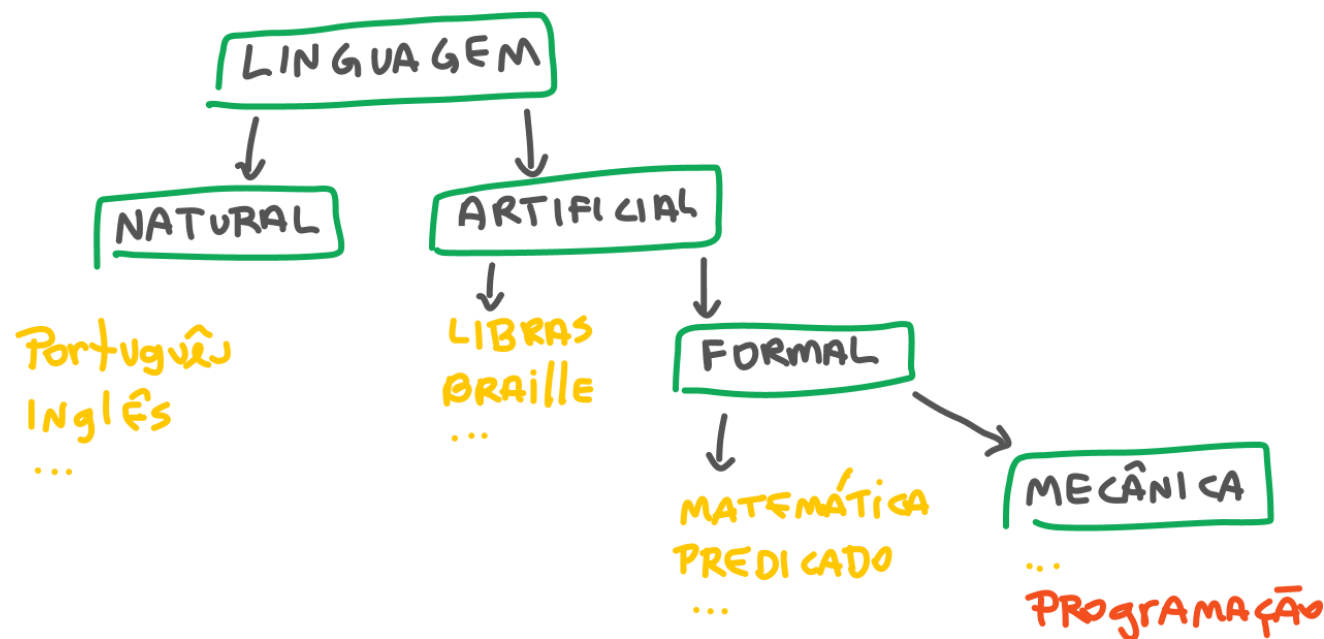 LINGUAGEM
NATURAL
ARTIFICIAL
Português
Inglês
...
LIBRAS
BRAille
...
FORMAL
MATEMÁTiCA
PREDICADO
...
MECÂNICA
...
PROgrAMAÇÃO